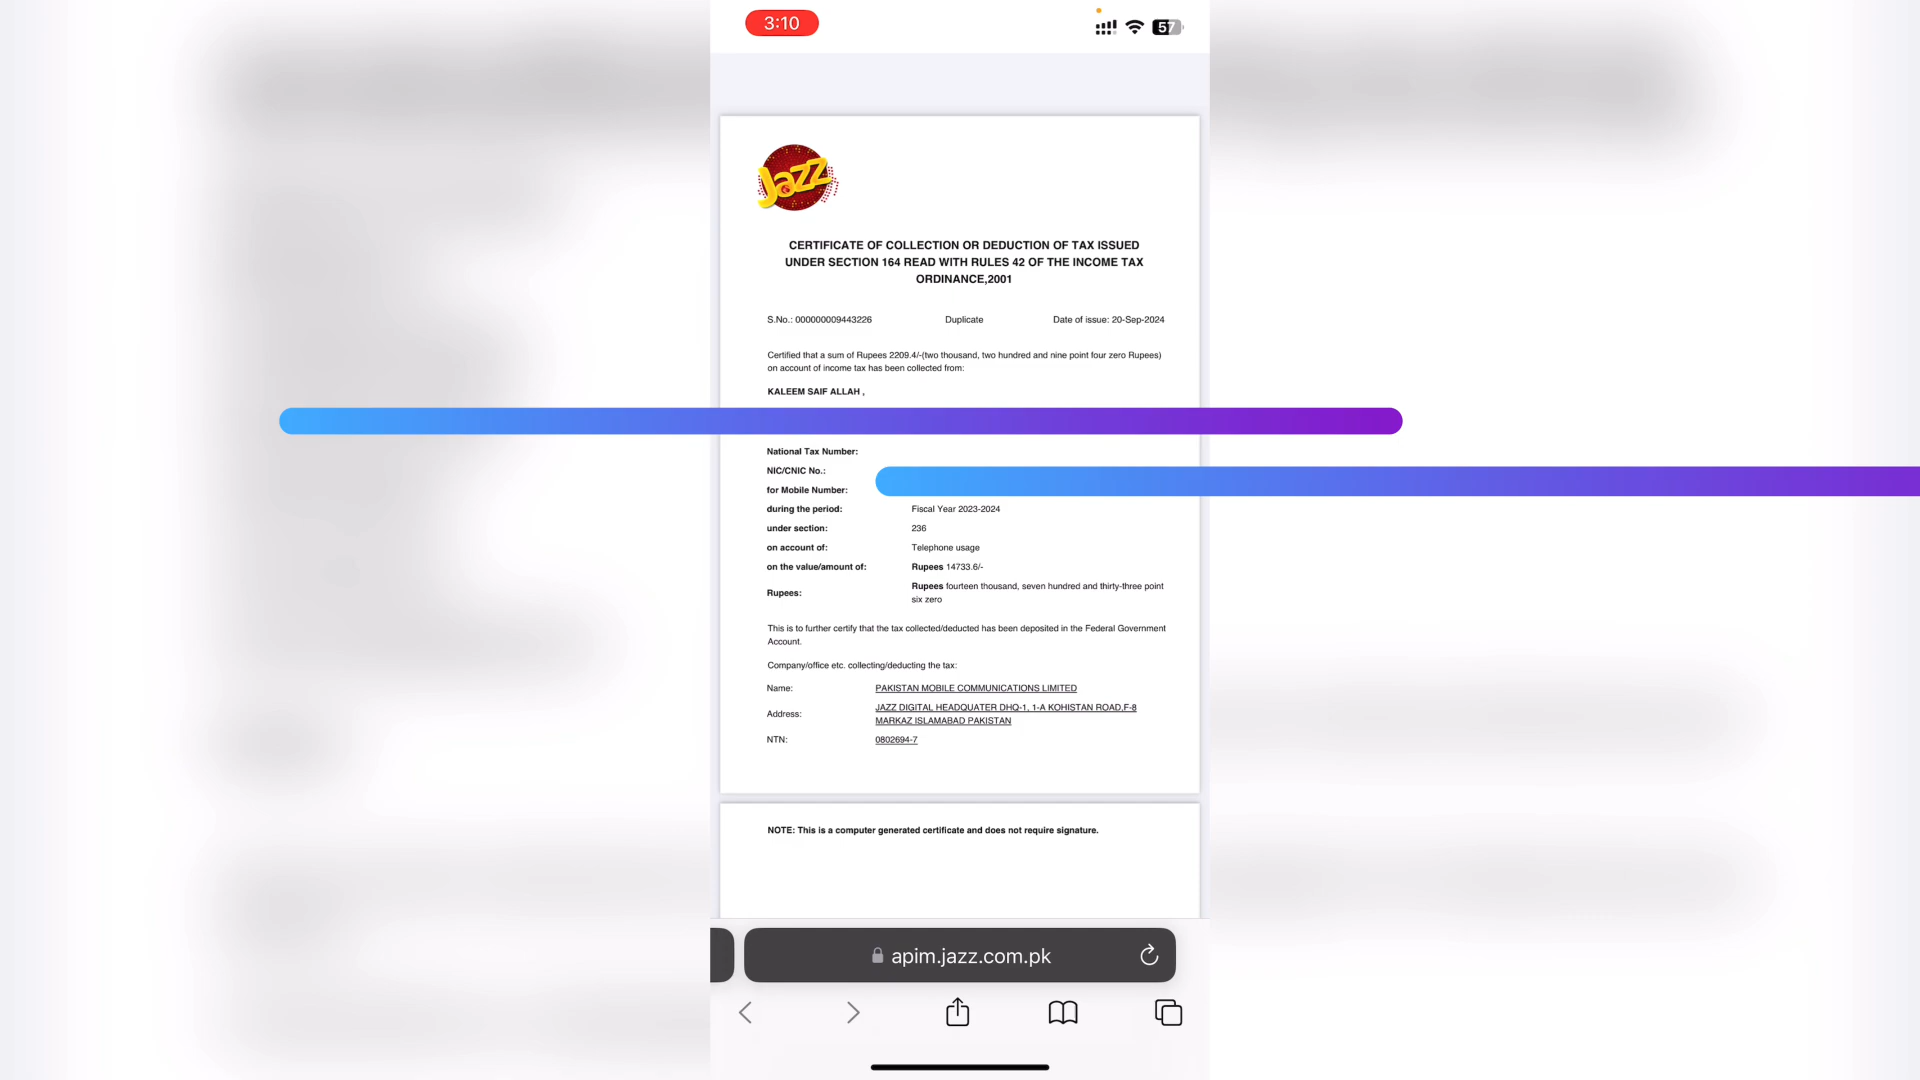 3:10
57
Jazz
CERTIFICATE OF COLLECTION OR DEDUCTION OF TAX ISSUED
UNDER SECTION 164 READ WITH RULES 42 OF THE INCOME TAX
ORDINANCE,2001
S.No.: 000000009443226 Duplicate Date of issue: 20-Sep-2024
Certified that a sum of Rupees 2209.4/-(two thousand, two hundred and nine point four zero Rupees)
on account of income tax has been collected from:
KALEEM SAIF ALLAH ,
National Tax Number:
NIC/CNIC No.:
for Mobile Number:
during the period: Fiscal Year 2023-2024
under section: 236
on account of: Telephone usage
on the value/amount of: Rupees 14733.6/-
Rupees: Rupees fourteen thousand, seven hundred and thirty-three point
six zero
This is to further certify that the tax collected/deducted has been deposited in the Federal Government
Account.
Company/office etc. collecting/deducting the tax:
Name: PAKISTAN MOBILE COMMUNICATIONS LIMITED
Address: JAZZ DIGITAL HEADQUATER DHQ-1, 1-A KOHISTAN ROAD,F-8
MARKAZ ISLAMABAD PAKISTAN
NTN: 0802694-7
NOTE: This is a computer generated certificate and does not require signature.
apim.jazz.com.pk